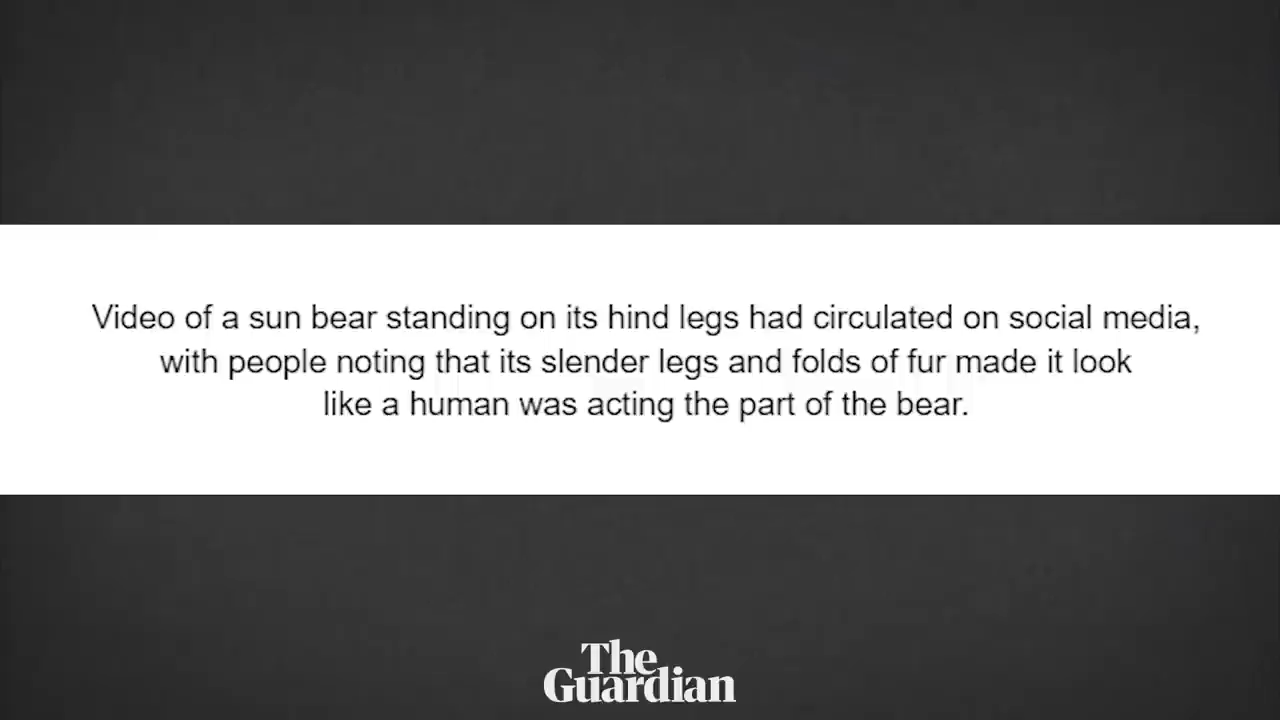 Video of a sun bear standing on its hind legs had circulated on social media,
with people noting that its slender legs and folds of fur made it look
like a human was acting the part of the bear.
The
Guardian